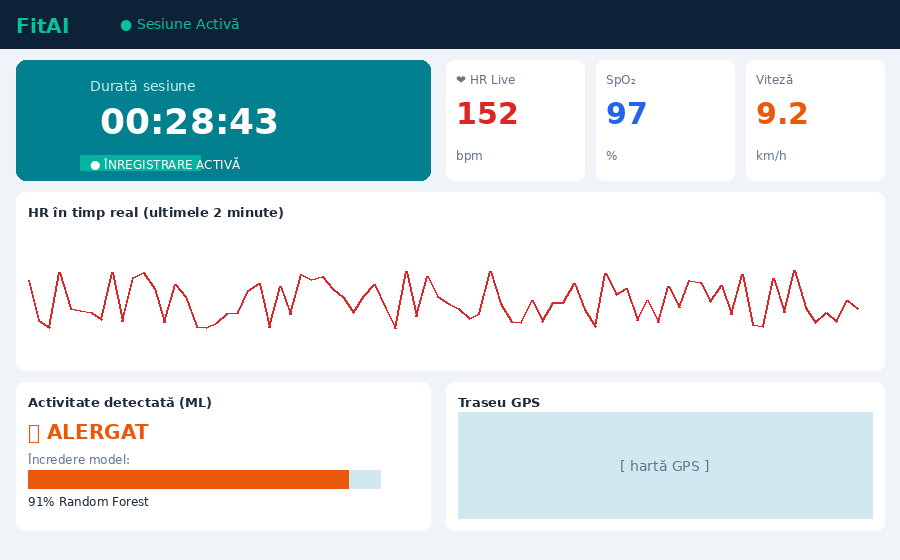 FitAI
● Sesiune Activă
Durată sesiune
00:28:43
● ÎNREGISTRARE ACTIVĂ
❤ HR Live
152
bpm
SpO₂
97
%
Viteză
9.2
km/h
HR în timp real (ultimele 2 minute)
Activitate detectată (ML)
ALERGAT
Încredere model:
91% Random Forest
Traseu GPS
[ hartă GPS ]